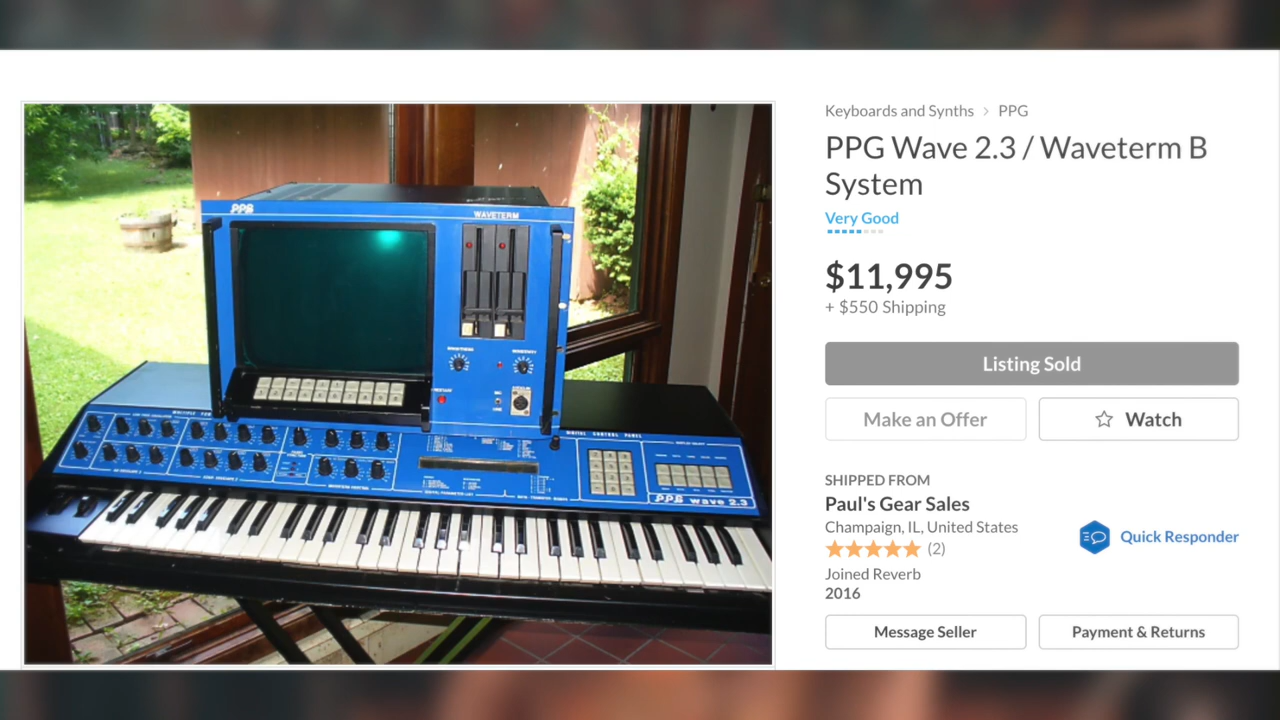 Keyboards and Synths > PPG
PPG Wave 2.3 / Waveterm B
System
Very Good
$11,995
+ $550 Shipping
Listing Sold
Make an Offer
Watch
SHIPPED FROM
Paul's Gear Sales
Champaign, IL, United States
(2)
Quick Responder
Joined Reverb
2016
Message Seller
Payment & Returns
PPG
WAVETERM
DIGITAL CONTROL PANEL
PPG wave 2.3